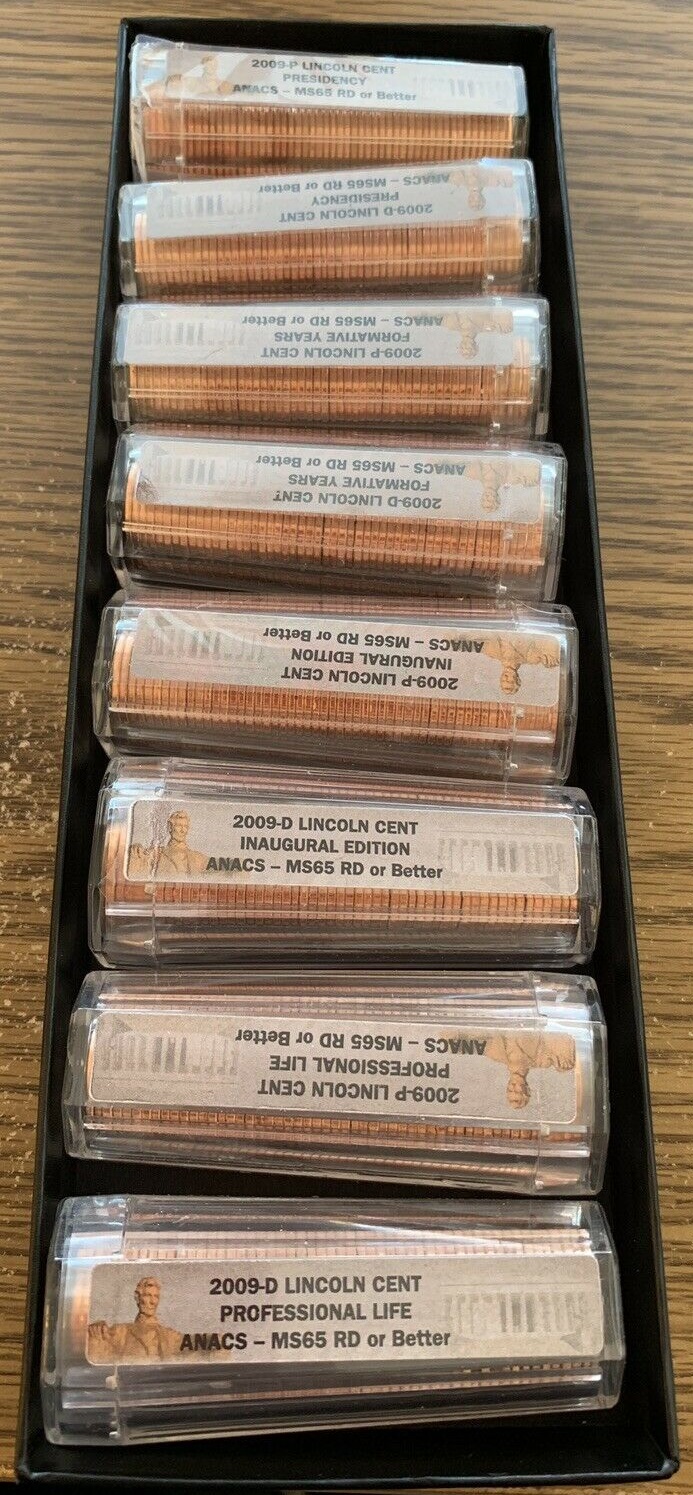 2009-P LINCOLN CENT
PRESIDENCY
ANACS – MS65 RD or Better
2009-D LINCOLN CENT
PRESIDENCY
ANACS – MS65 RD or Better
2009-P LINCOLN CENT
FORMATIVE YEARS
ANACS – MS65 RD or Better
2009-D LINCOLN CENT
FORMATIVE YEARS
ANACS – MS65 RD or Better
2009-P LINCOLN CENT
INAUGURAL EDITION
ANACS – MS65 RD or Better
2009-D LINCOLN CENT
INAUGURAL EDITION
ANACS – MS65 RD or Better
2009-P LINCOLN CENT
PROFESSIONAL LIFE
ANACS – MS65 RD or Better
2009-D LINCOLN CENT
PROFESSIONAL LIFE
ANACS – MS65 RD or Better